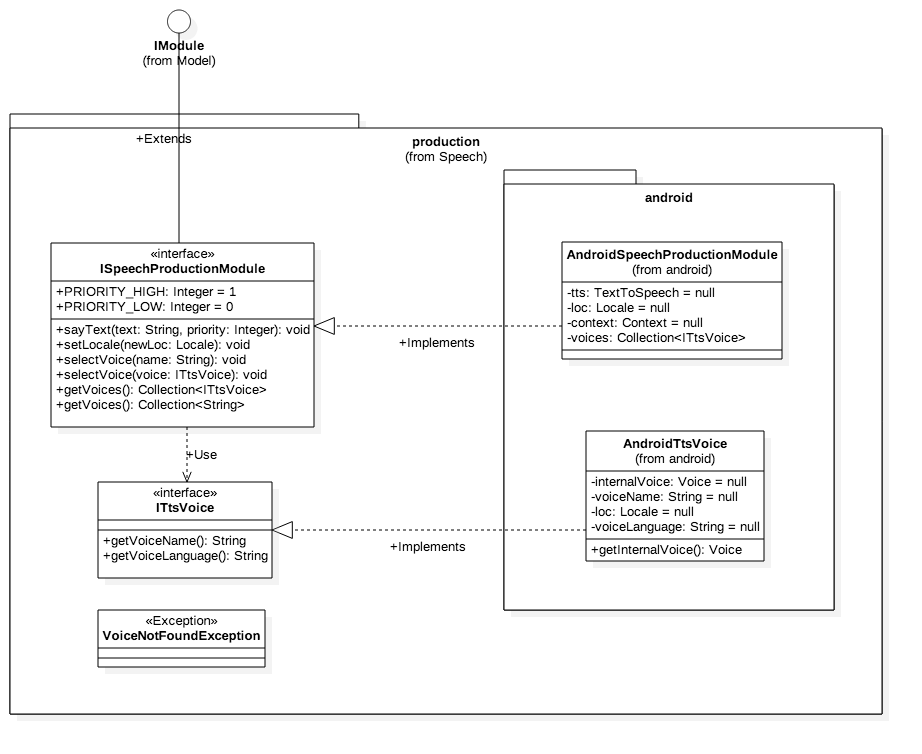 IModule
(from Model)
+Extends
production
(from Speech)
android
«interface»
ISpeechProductionModule
+PRIORITY_HIGH: Integer = 1
+PRIORITY_LOW: Integer = 0
+sayText(text: String, priority: Integer): void
+setLocale(newLoc: Locale): void
+selectVoice(name: String): void
+selectVoice(voice: ITtsVoice): void
+getVoices(): Collection<ITtsVoice>
+getVoices(): Collection<String>
+Implements
AndroidSpeechProductionModule
(from android)
-tts: TextToSpeech = null
-loc: Locale = null
-context: Context = null
-voices: Collection<ITtsVoice>
+Use
«interface»
ITtsVoice
+getVoiceName(): String
+getVoiceLanguage(): String
+Implements
AndroidTtsVoice
(from android)
-internalVoice: Voice = null
-voiceName: String = null
-loc: Locale = null
-voiceLanguage: String = null
+getInternalVoice(): Voice
«Exception»
VoiceNotFoundException